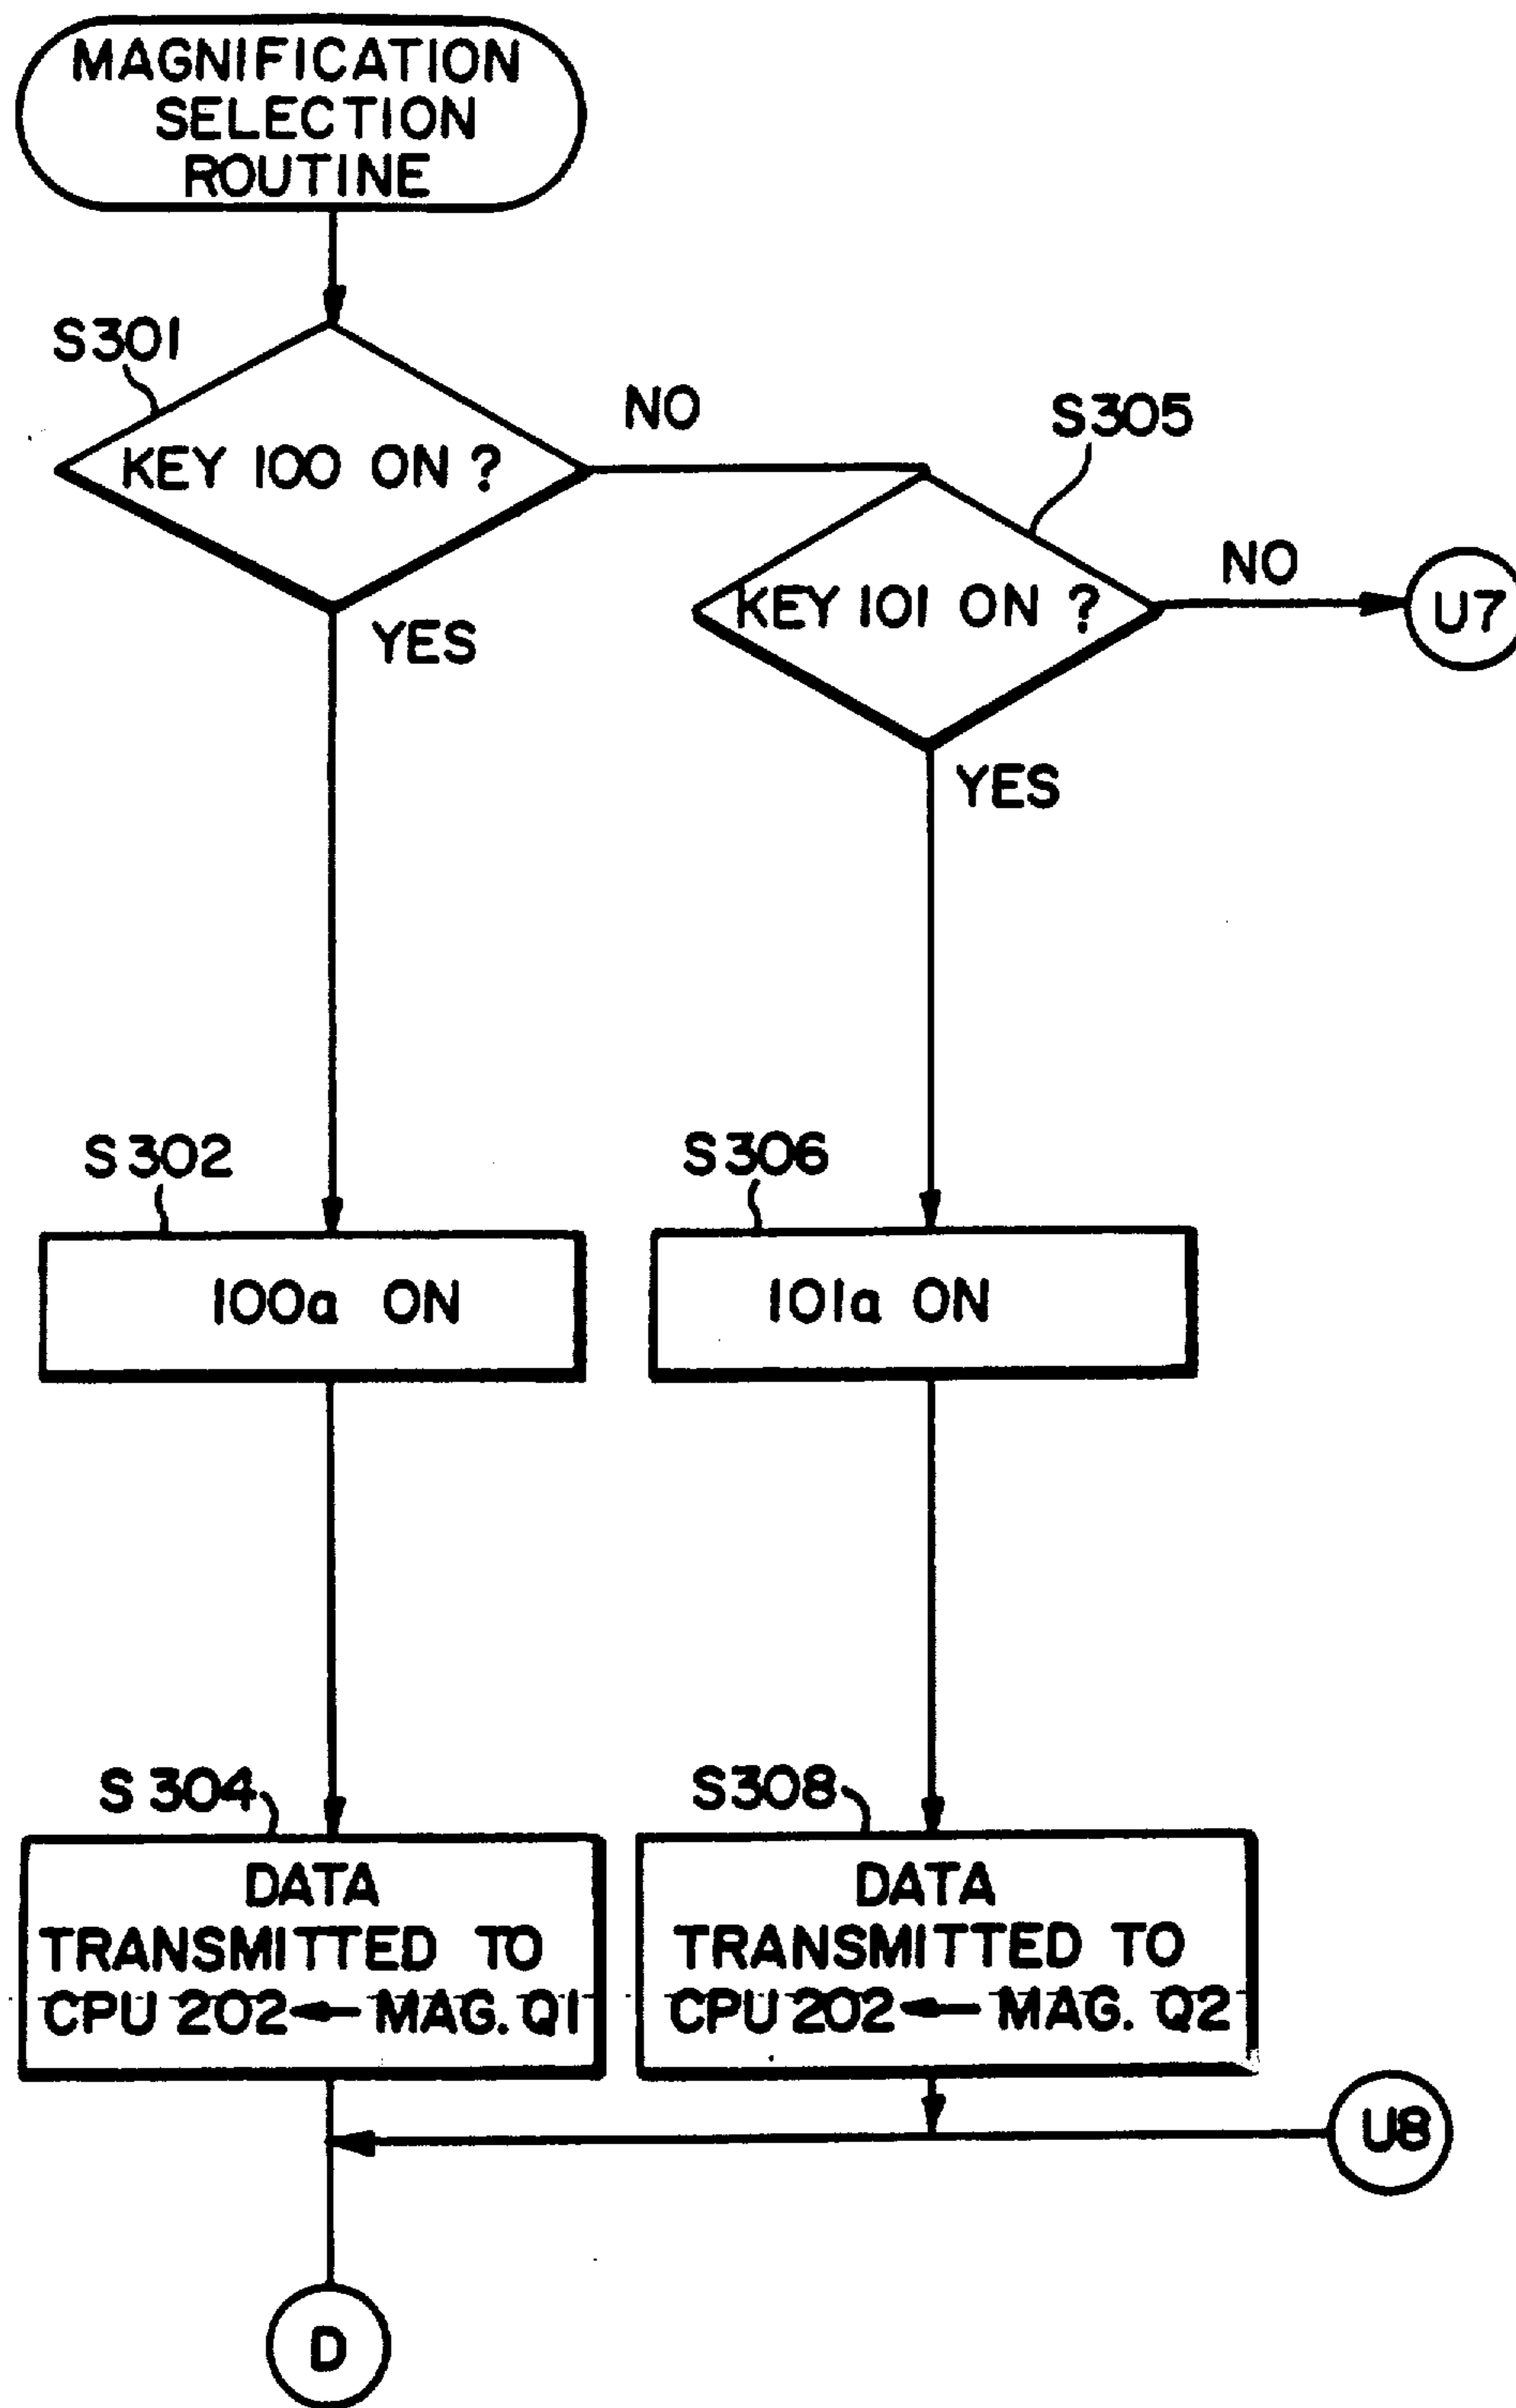 MAGNIFICATION
SELECTION
ROUTINE
S301
KEY 100 ON ?
NO
YES
S305
KEY 101 ON ?
NO
U7
YES
S302
100a ON
S306
101a ON
S304
DATA
TRANSMITTED TO
CPU 202 ← MAG. Q1
S308
DATA
TRANSMITTED TO
CPU 202 ← MAG. Q2
U8
D